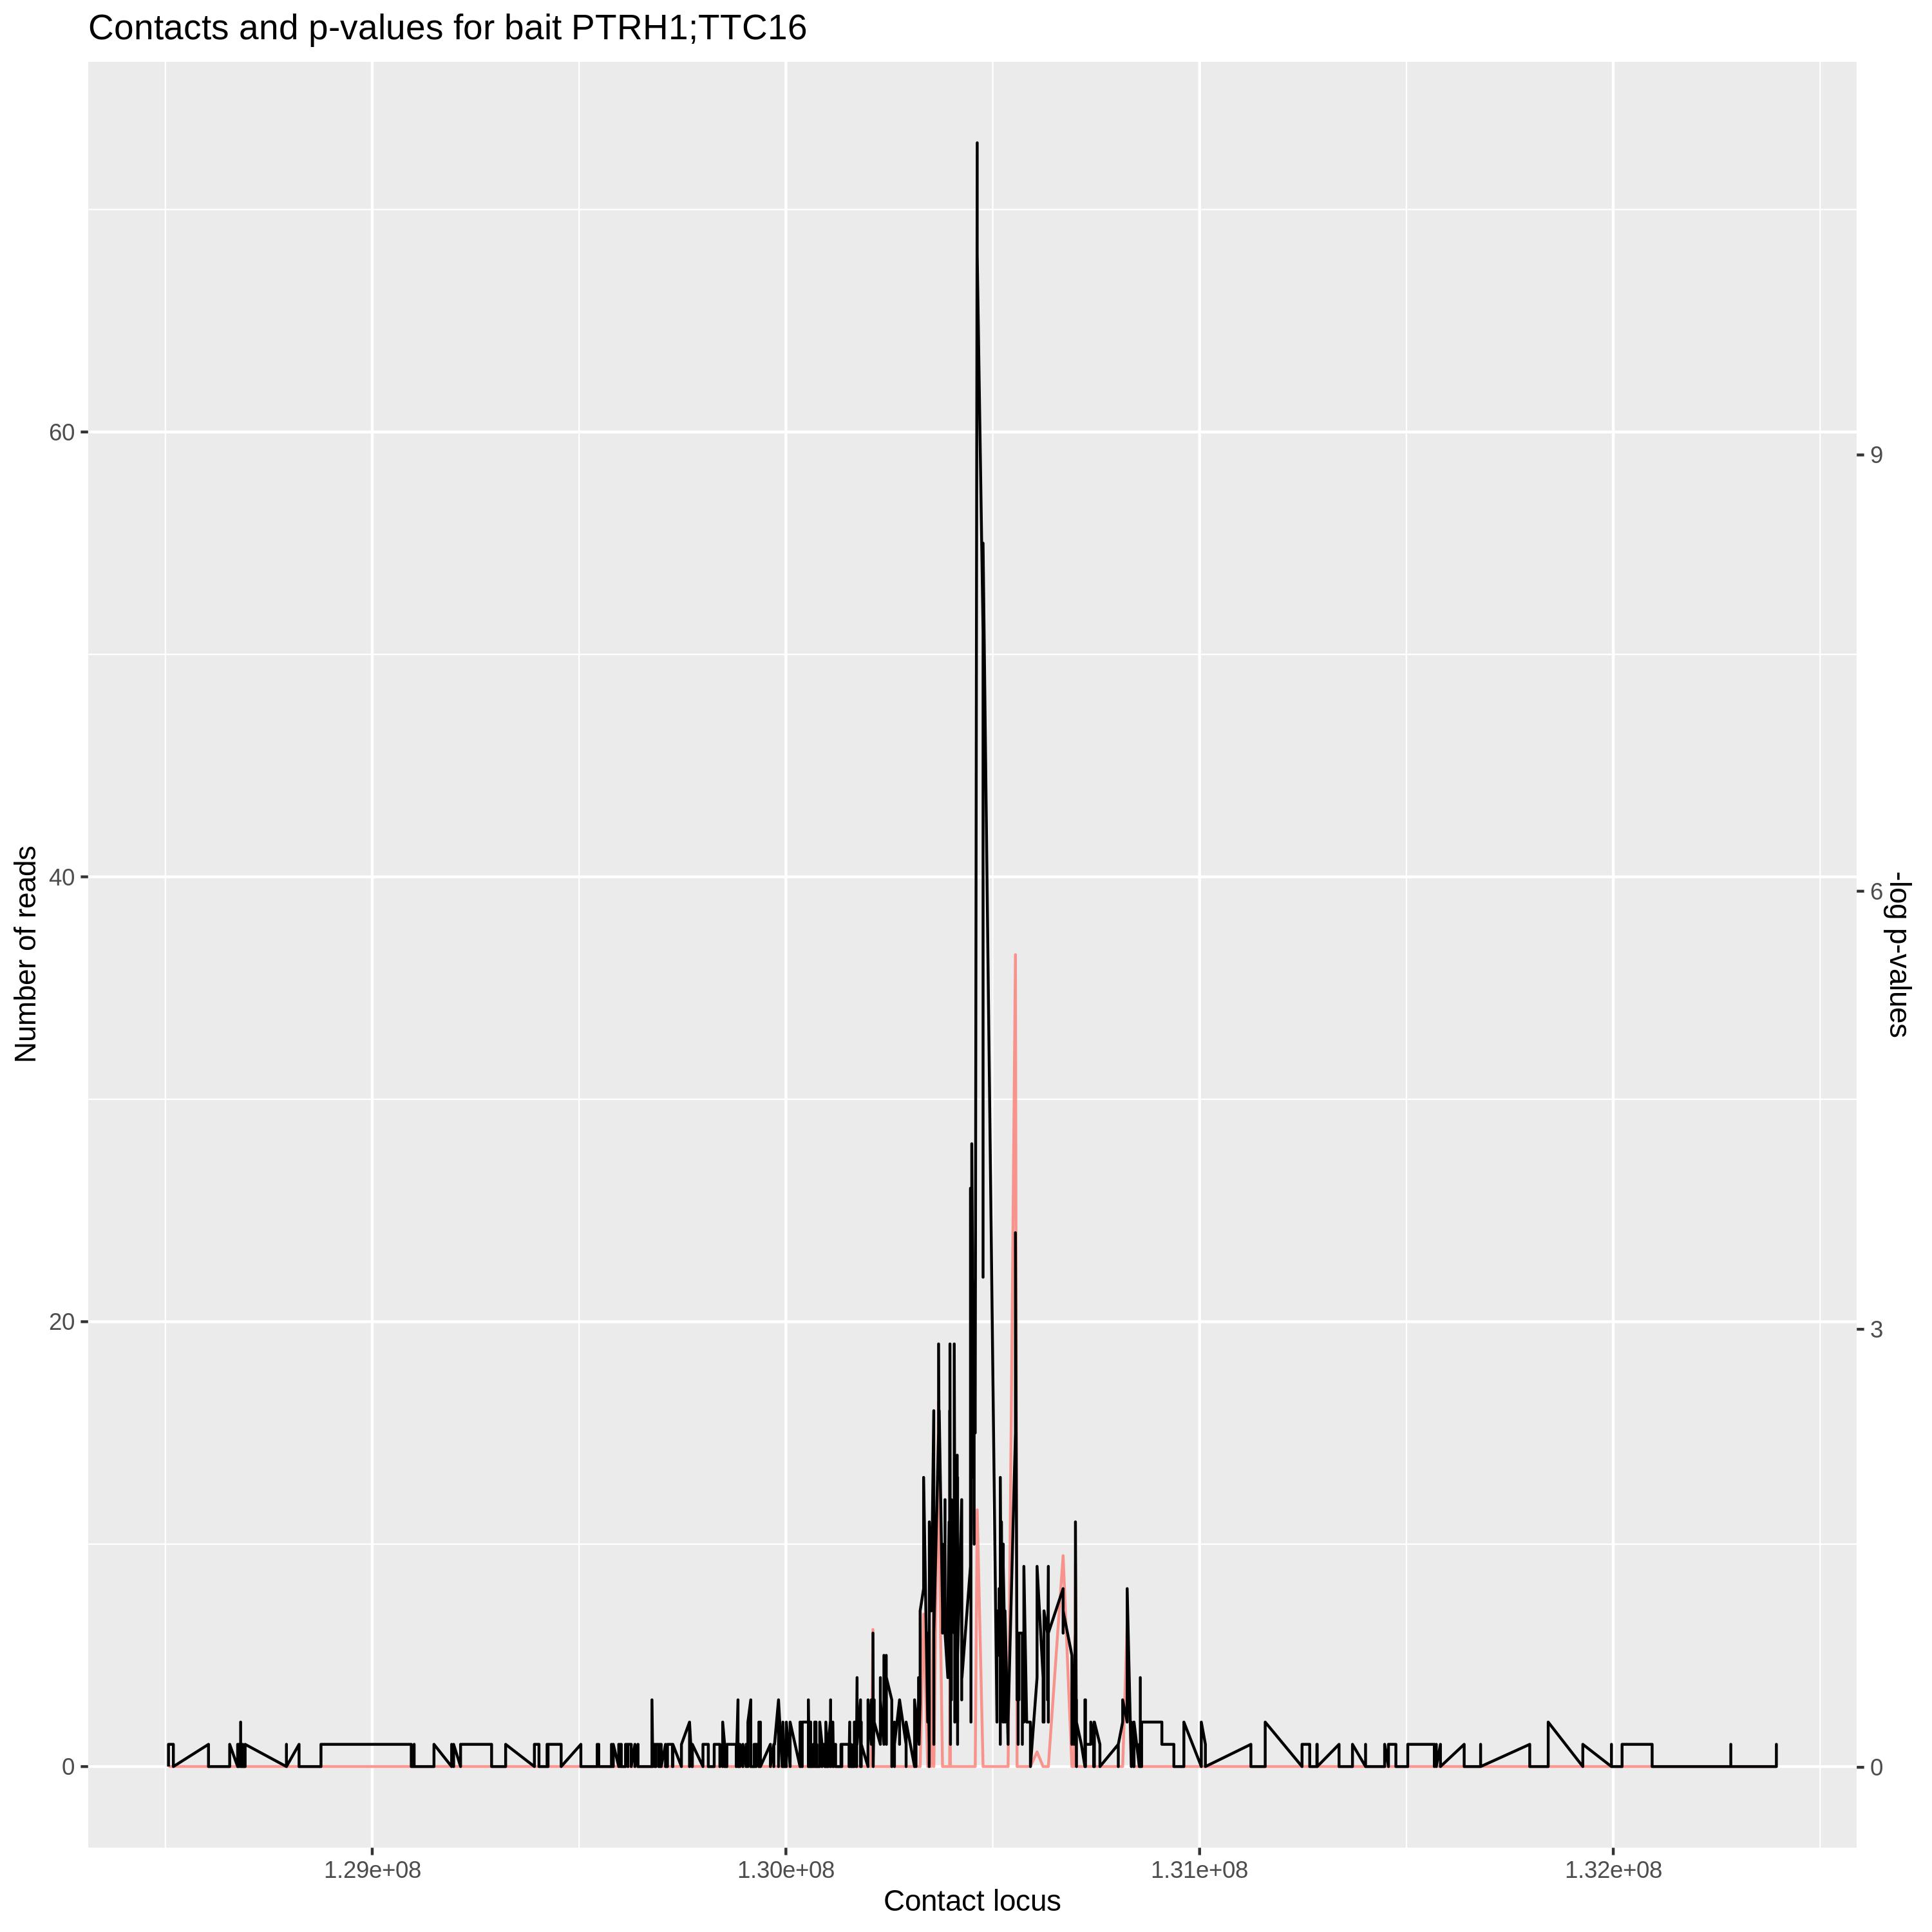 Contacts and p-values for bait PTRH1;TTC16
Number of reads
60
40
20
0
9
6
3
0
-log p-values
1.29e+08
1.30e+08
1.31e+08
1.32e+08
Contact locus